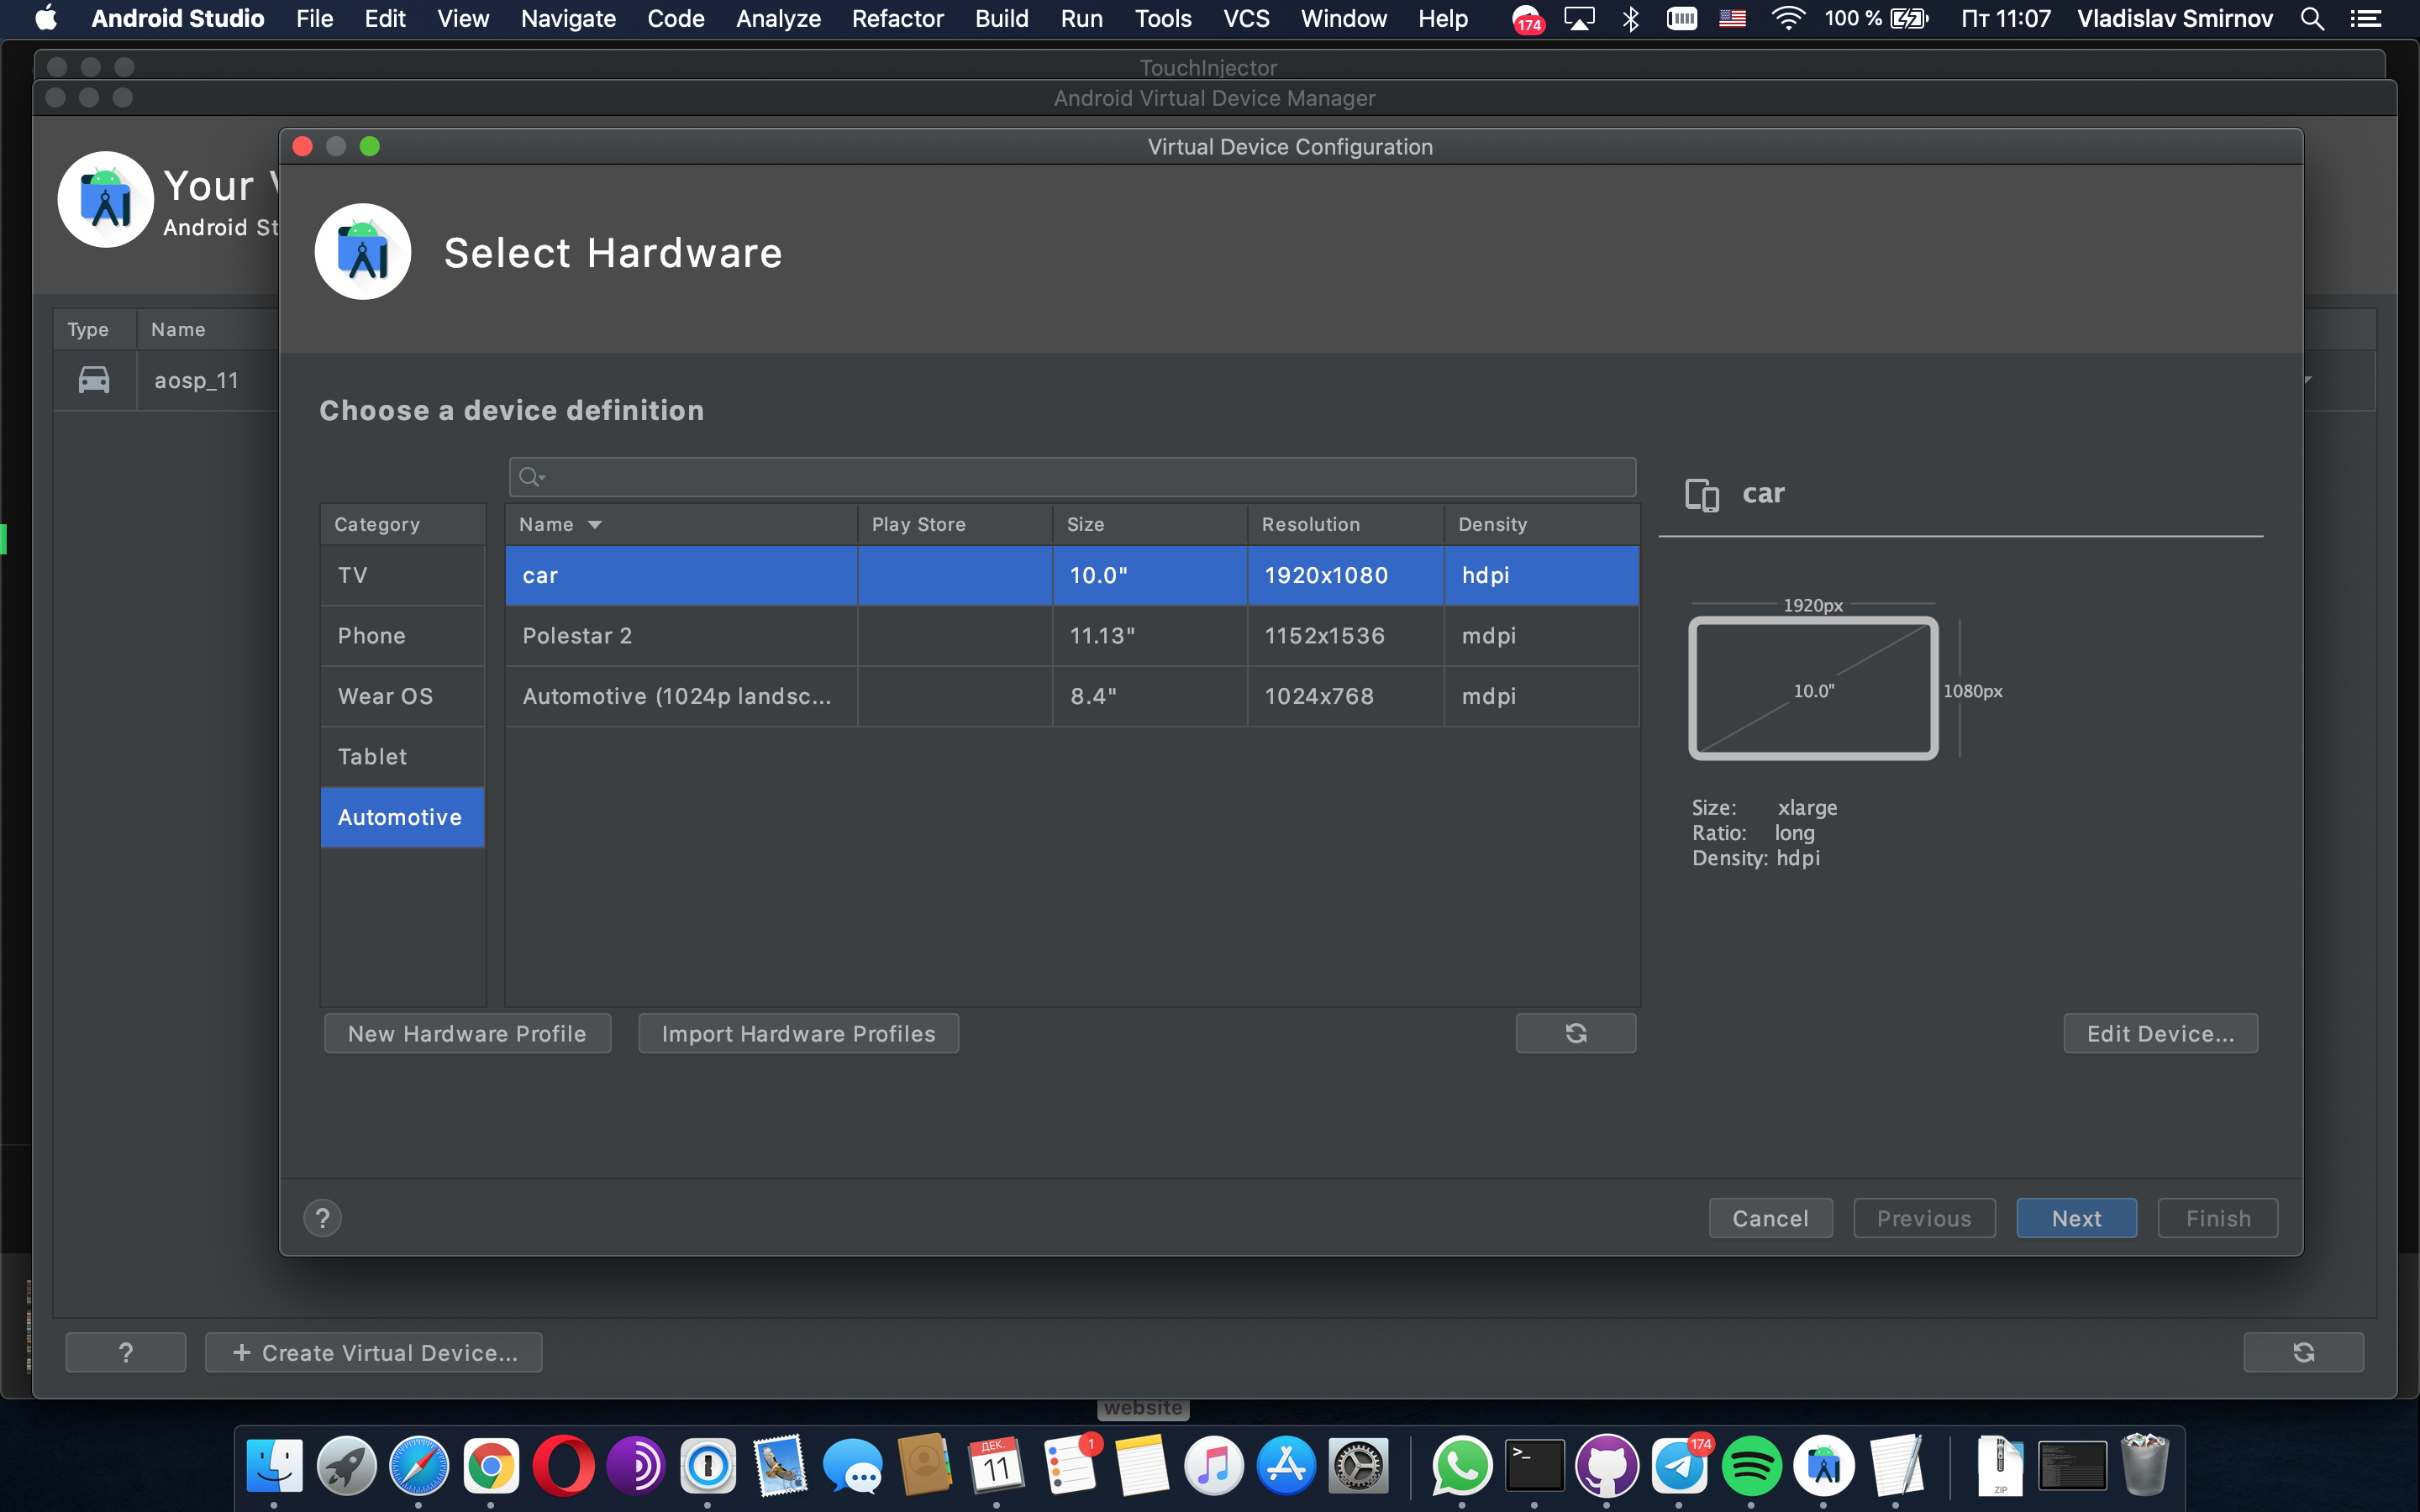 Android Studio File Edit View Navigate Code Analyze Refactor Build Run Tools VCS Window Help 174 100 % Пт 11:07 Vladislav Smirnov
TouchInjector
Android Virtual Device Manager
Virtual Device Configuration
Your
Android St
Select Hardware
Type Name
aosp_11
Choose a device definition
car
Category Name Play Store Size Resolution Density
TV car 10.0" 1920x1080 hdpi
Phone Polestar 2 11.13" 1152x1536 mdpi
Wear OS Automotive (1024p landsc... 8.4" 1024x768 mdpi
Tablet
Automotive
1920px
10.0"
1080px
Size: xlarge
Ratio: long
Density: hdpi
New Hardware Profile Import Hardware Profiles Edit Device...
? Cancel Previous Next Finish
? + Create Virtual Device...
website
ДЕК.
11
1
>_
174
ZIP